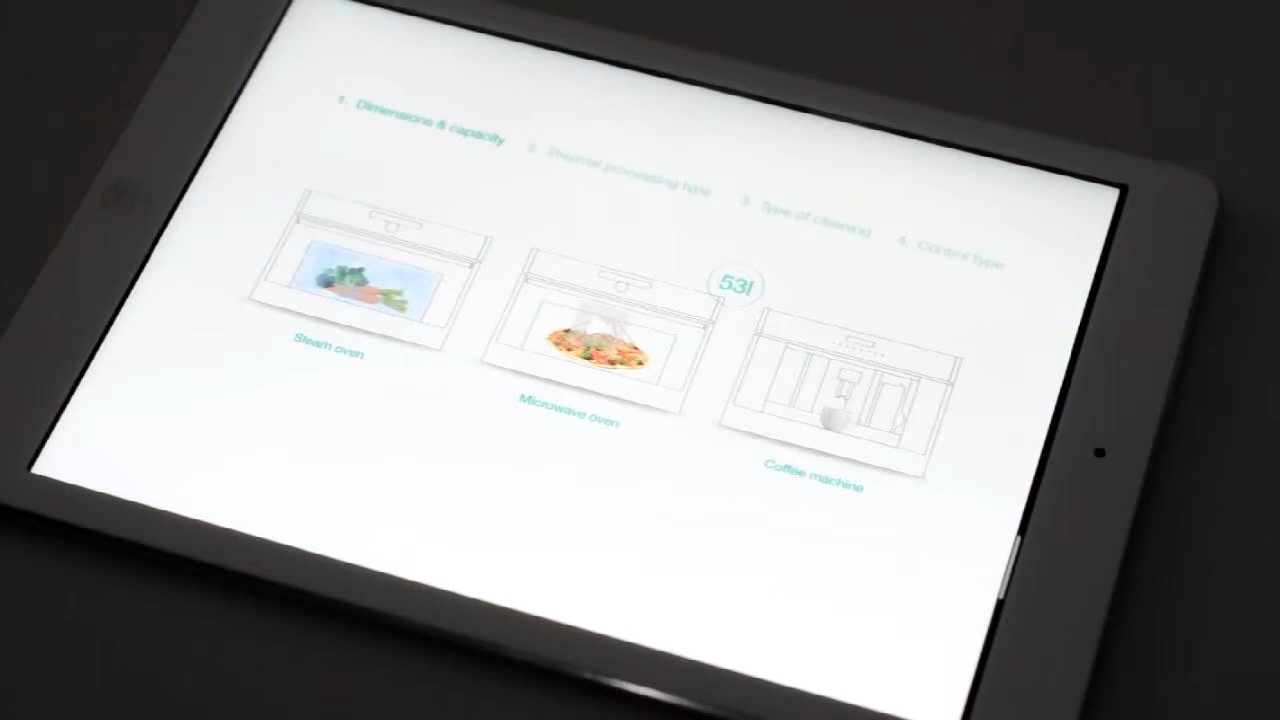 1. Dimensions & capacity
2. Thermal processing type
3. Type of cleaning
4. Content type
53l
Steam oven
Microwave oven
Coffee machine